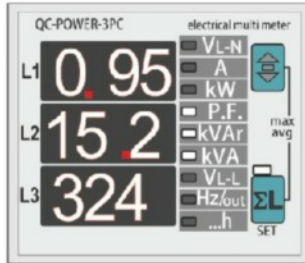 QC-POWER-3PC electrical multi meter
L1 0.95
L2 15.2
L3 324
VL-N
A
kW
P.F.
kVAr
kVA
VL-L
Hz/out
...h
max
avg
ΣL
SET